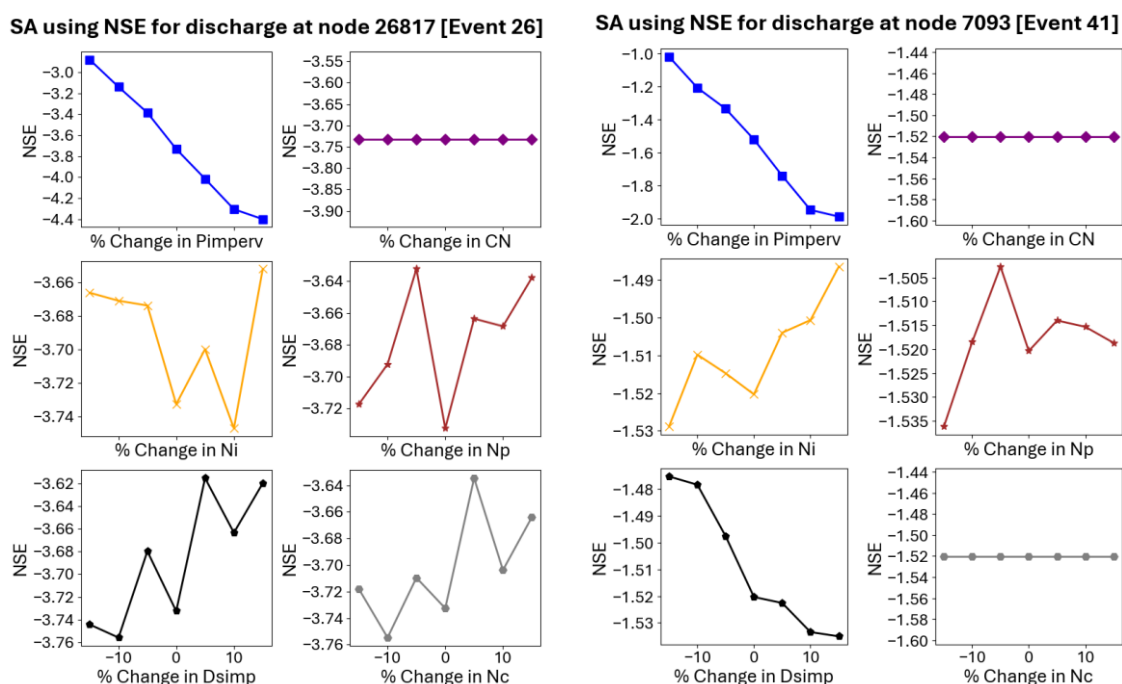 SA using NSE for discharge at node 26817 [Event 26]
−3.0
−3.2
−3.4
−3.6
−3.8
−4.0
−4.2
−4.4
NSE
% Change in Pimperv
−3.55
−3.60
−3.65
−3.70
−3.75
−3.80
−3.85
−3.90
NSE
% Change in CN
−3.66
−3.68
−3.70
−3.72
−3.74
NSE
% Change in Ni
−3.64
−3.66
−3.68
−3.70
−3.72
NSE
% Change in Np
−3.62
−3.64
−3.66
−3.68
−3.70
−3.72
−3.74
−3.76
NSE
−10 0 10
% Change in Dsimp
−3.64
−3.66
−3.68
−3.70
−3.72
−3.74
−3.76
NSE
−10 0 10
% Change in Nc
SA using NSE for discharge at node 7093 [Event 41]
−1.0
−1.2
−1.4
−1.6
−1.8
−2.0
NSE
% Change in Pimperv
−1.44
−1.46
−1.48
−1.50
−1.52
−1.54
−1.56
−1.58
−1.60
NSE
% Change in CN
−1.49
−1.50
−1.51
−1.52
−1.53
NSE
% Change in Ni
−1.505
−1.510
−1.515
−1.520
−1.525
−1.530
−1.535
NSE
% Change in Np
−1.48
−1.49
−1.50
−1.51
−1.52
−1.53
NSE
−10 0 10
% Change in Dsimp
−1.44
−1.46
−1.48
−1.50
−1.52
−1.54
−1.56
−1.58
−1.60
NSE
−10 0 10
% Change in Nc